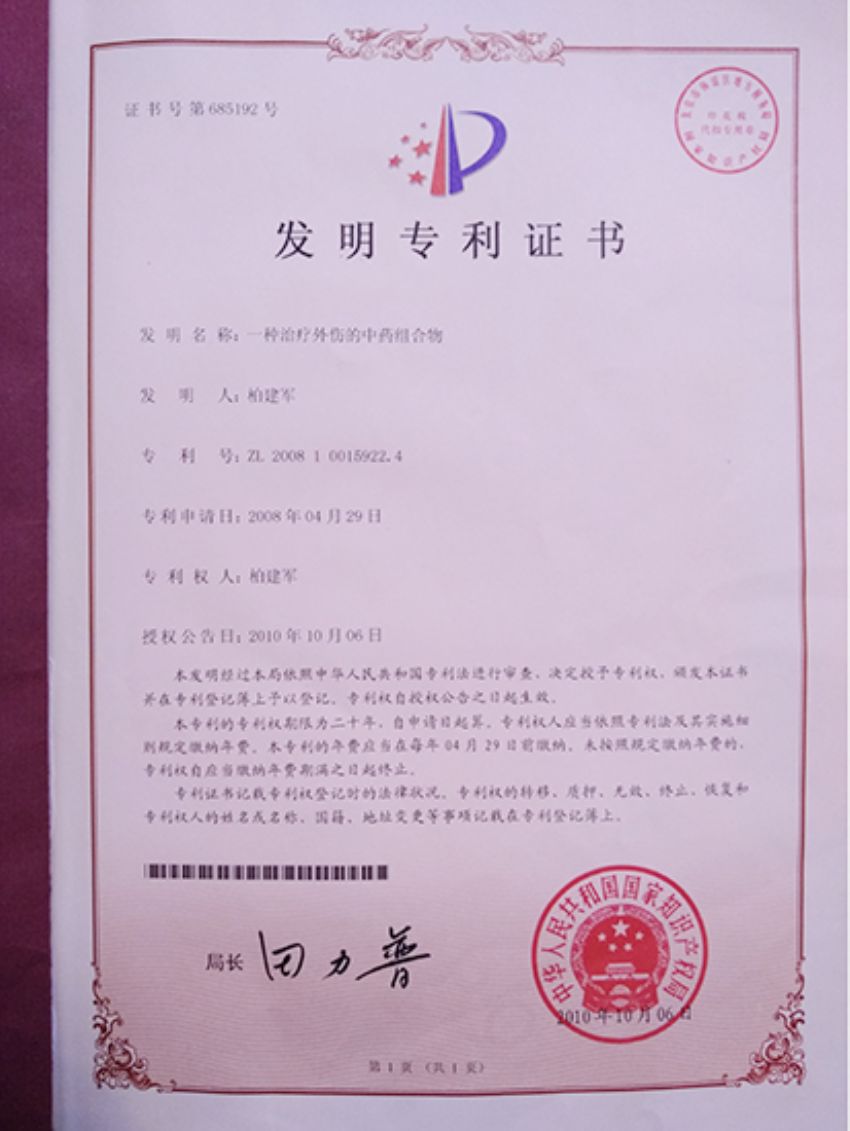 证书号第685192号
印花税
代扣专用章
发明专利证书
发明名称：一种治疗外伤的中药组合物
发明人：柏建军
专利号：ZL 2008 1 0015922.4
专利申请日：2008年04月29日
专利权人：柏建军
授权公告日：2010年10月06日
本发明经过本局依照中华人民共和国专利法进行审查，决定授予专利权，颁发本证书
并在专利登记簿上予以登记。专利权自授权公告之日起生效。
本专利的专利权期限为二十年，自申请日起算。专利权人应当依照专利法及其实施细
则规定缴纳年费。本专利的年费应当在每年04月29日前缴纳。未按照规定缴纳年费的，
专利权自应当缴纳年费期满之日起终止。
专利证书记载专利权登记时的法律状况。专利权的转移、质押、无效、终止、恢复和
专利权人的姓名或名称、国籍、地址变更等事项记载在专利登记簿上。
局长 田力普
中华人民共和国国家知识产权局
2010年10月06日
第1页（共1页）